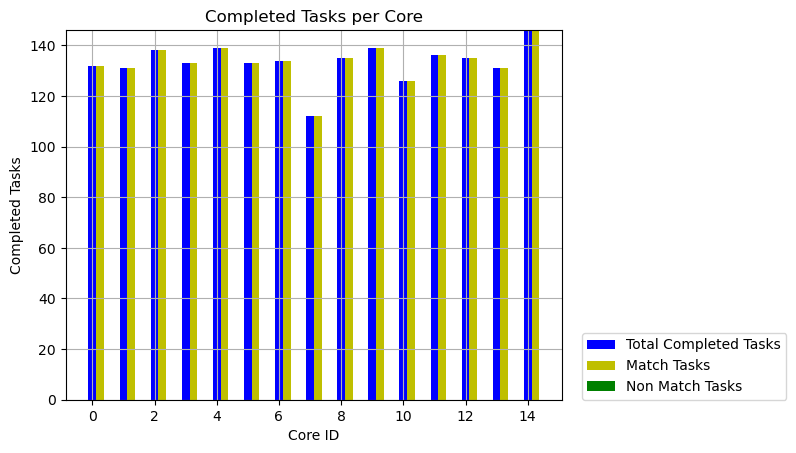 Completed Tasks per Core
Completed Tasks
140
120
100
80
60
40
20
0
0 2 4 6 8 10 12 14
Core ID
Total Completed Tasks
Match Tasks
Non Match Tasks